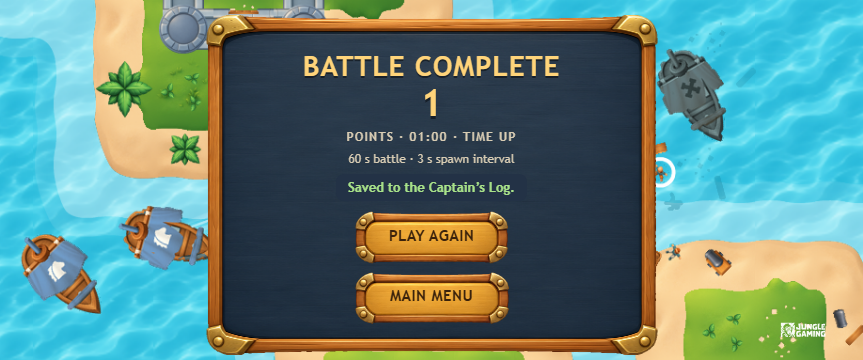 BATTLE COMPLETE
1
POINTS · 01:00 · TIME UP
60 s battle · 3 s spawn interval
Saved to the Captain's Log.
PLAY AGAIN
MAIN MENU
JUNGLE
GAMING